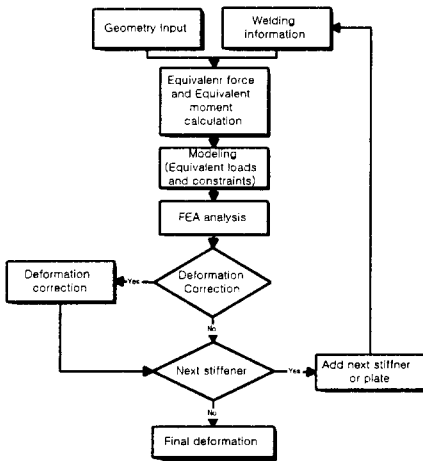 Geometry Input
Welding
information
Equivalenr force
and Equivalent
moment
calculation
Modeling
(Equivalent loads
and constraints)
FEA analysis
Deformation
correction
Yes
Deformation
Correction
No
Next stiffener
Yes
Add next stiffner
or plate
No
Final deformation